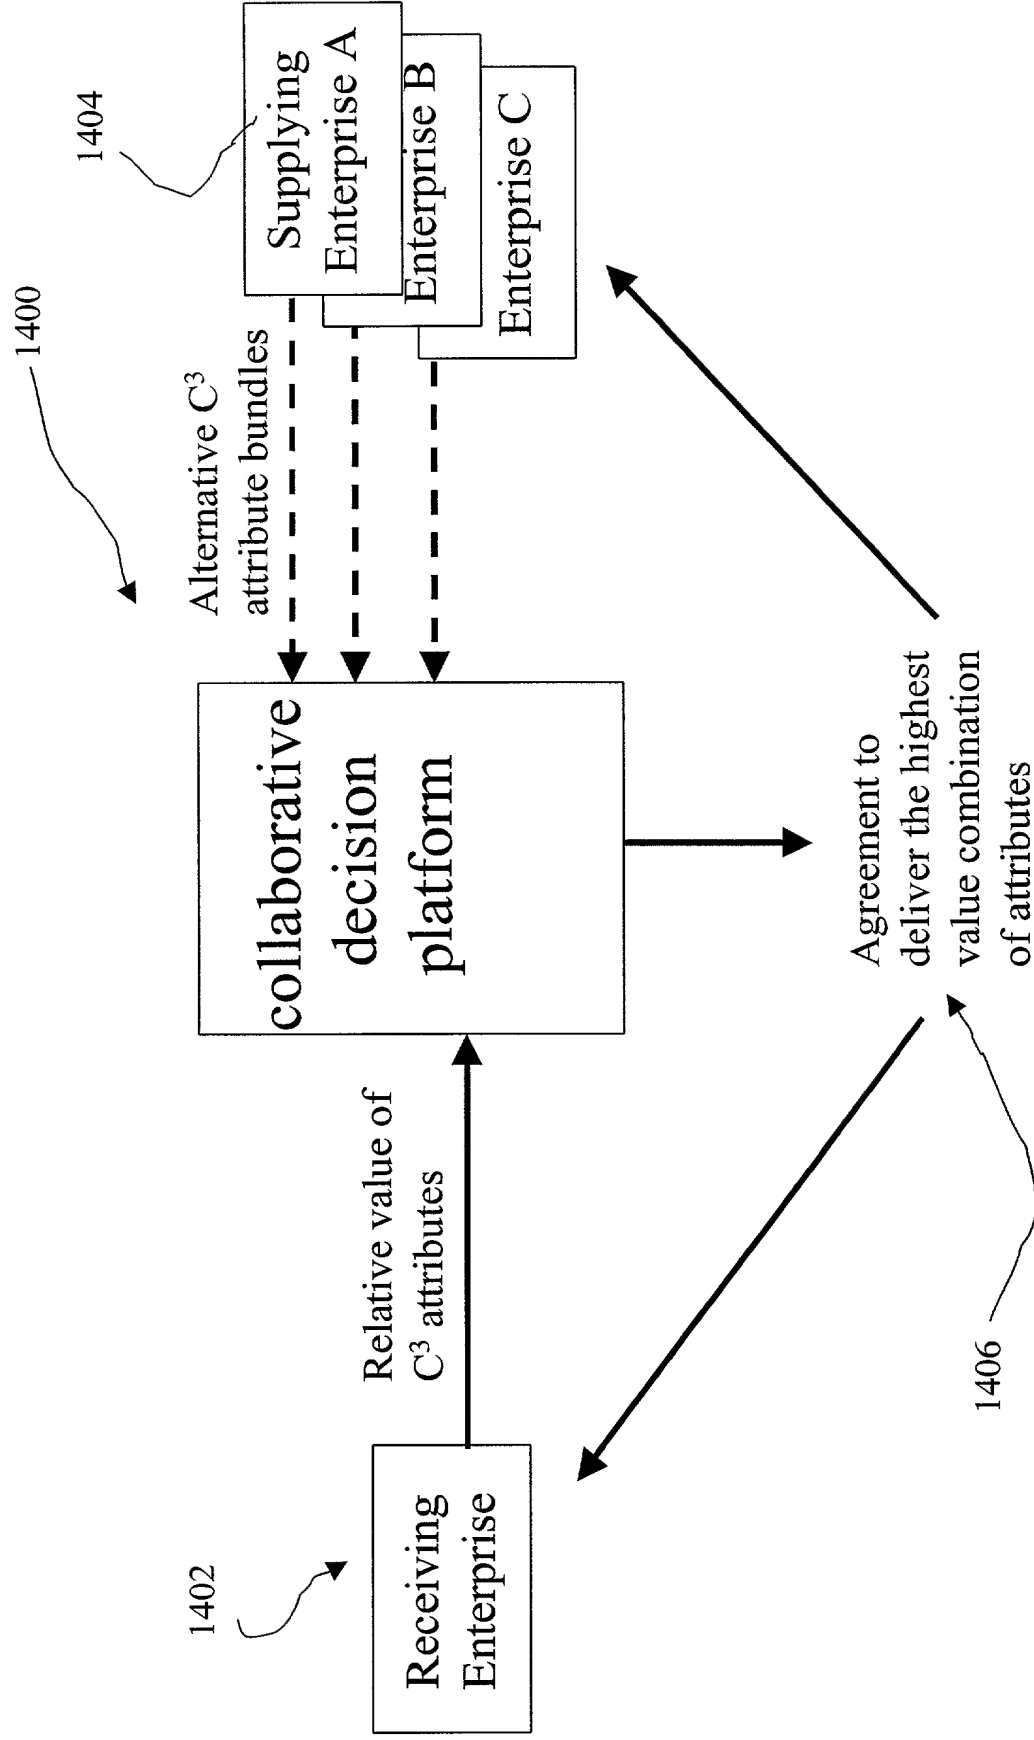 1400
1404
Supplying
Enterprise A
Enterprise B
Enterprise C
Alternative C³
attribute bundles
collaborative
decision
platform
Relative value of
C³ attributes
1402
Receiving
Enterprise
Agreement to
deliver the highest
value combination
of attributes
1406